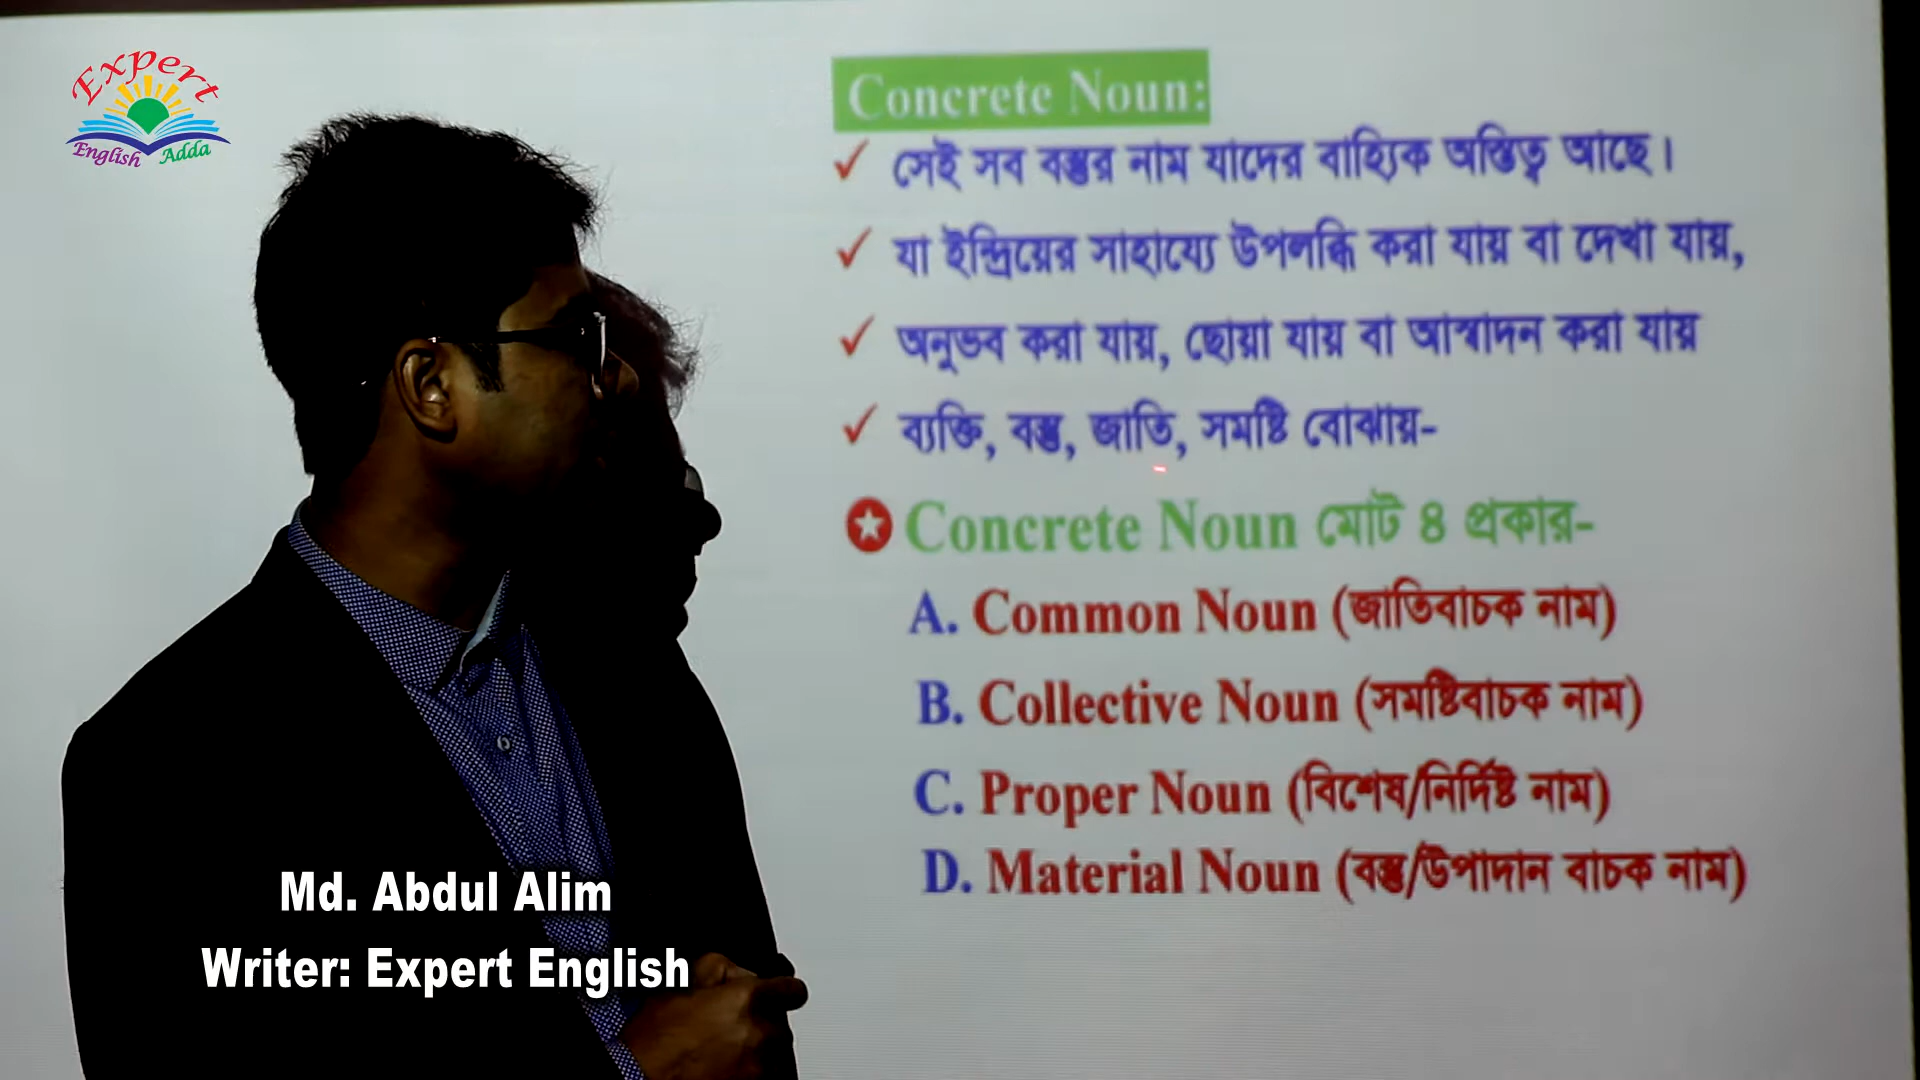 Expert
English Adda
Concrete Noun:
সেই সব বস্তুর নাম যাদের বাহ্যিক অস্তিত্ব আছে।
যা ইন্দ্রিয়ের সাহায্যে উপলব্ধি করা যায় বা দেখা যায়,
অনুভব করা যায়, ছোয়া যায় বা আস্বাদন করা যায়
ব্যক্তি, বস্তু, জাতি, সমষ্টি বোঝায়-
Concrete Noun মোট ৪ প্রকার-
A. Common Noun (জাতিবাচক নাম)
B. Collective Noun (সমষ্টিবাচক নাম)
C. Proper Noun (বিশেষ/নির্দিষ্ট নাম)
D. Material Noun (বস্তু/উপাদান বাচক নাম)
Md. Abdul Alim
Writer: Expert English